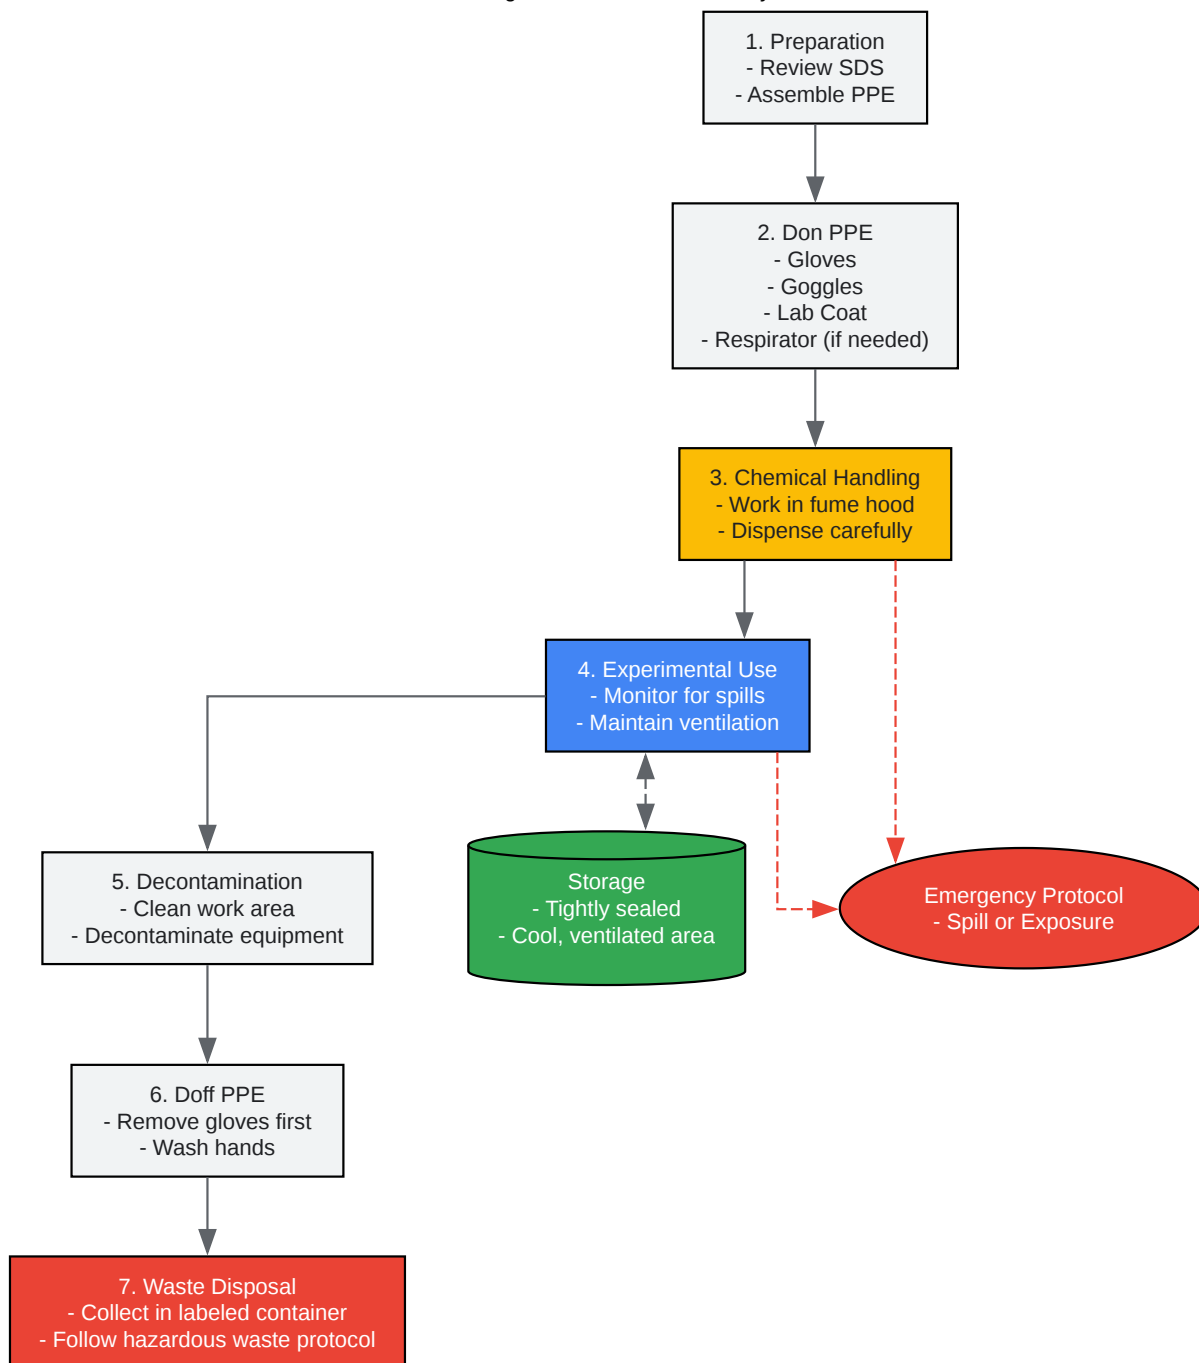 1. Preparation
- Review SDS
- Assemble PPE
2. Don PPE
- Gloves
- Goggles
- Lab Coat
- Respirator (if needed)
3. Chemical Handling
- Work in fume hood
- Dispense carefully
4. Experimental Use
- Monitor for spills
- Maintain ventilation
5. Decontamination
- Clean work area
- Decontaminate equipment
Storage
- Tightly sealed
- Cool, ventilated area
Emergency Protocol
- Spill or Exposure
6. Doff PPE
- Remove gloves first
- Wash hands
7. Waste Disposal
- Collect in labeled container
- Follow hazardous waste protocol